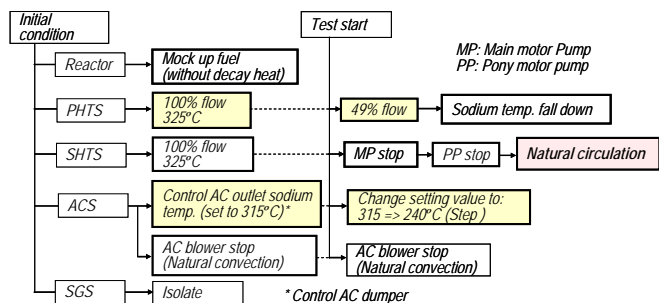 Initial condition
Test start
MP: Main motor Pump
PP: Pony motor pump
Reactor
Mock up fuel
(without decay heat)
PHTS
100% flow
325ºC
49% flow
Sodium temp. fall down
SHTS
100% flow
325ºC
MP stop
PP stop
Natural circulation
ACS
Control AC outlet sodium
temp. (set to 315ºC)*
Change setting value to:
315 => 240ºC (Step )
AC blower stop
(Natural convection)
AC blower stop
(Natural convection)
SGS
Isolate
* Control AC dumper